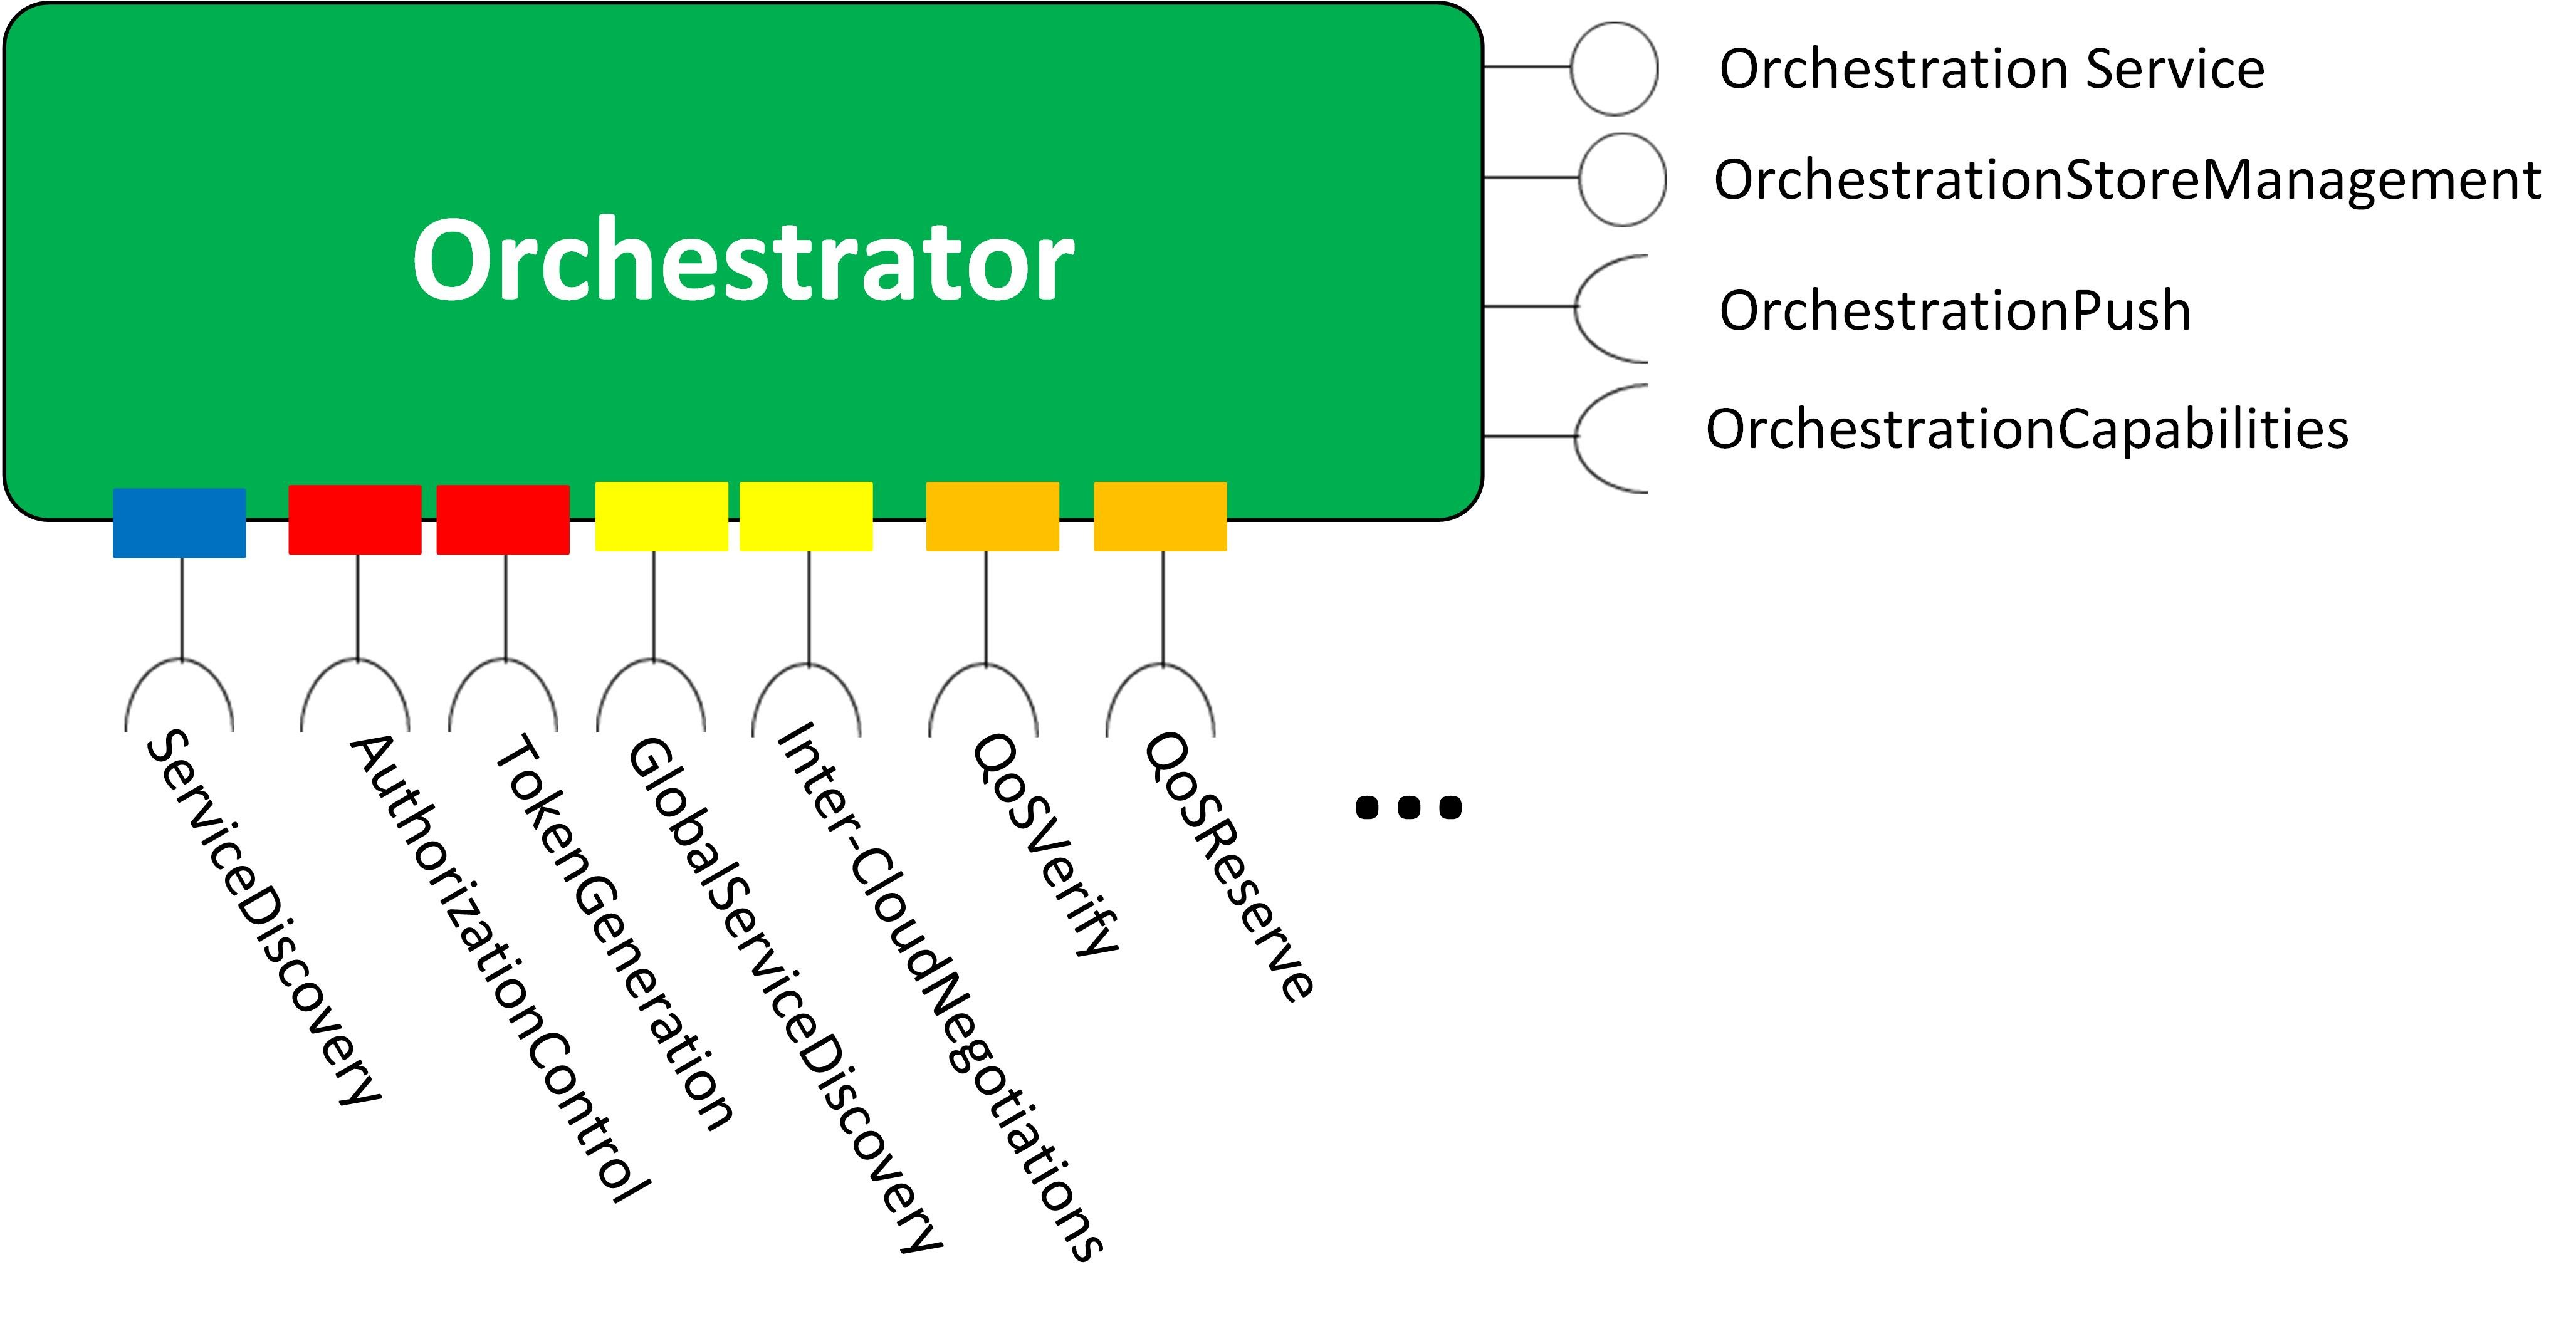 Orchestrator
Orchestration Service
OrchestrationStoreManagement
OrchestrationPush
OrchestrationCapabilities
ServiceDiscovery
AuthorizationControl
TokenGeneration
GlobalServiceDiscovery
Inter-CloudNegotiations
QoSVerify
QoSReserve
...